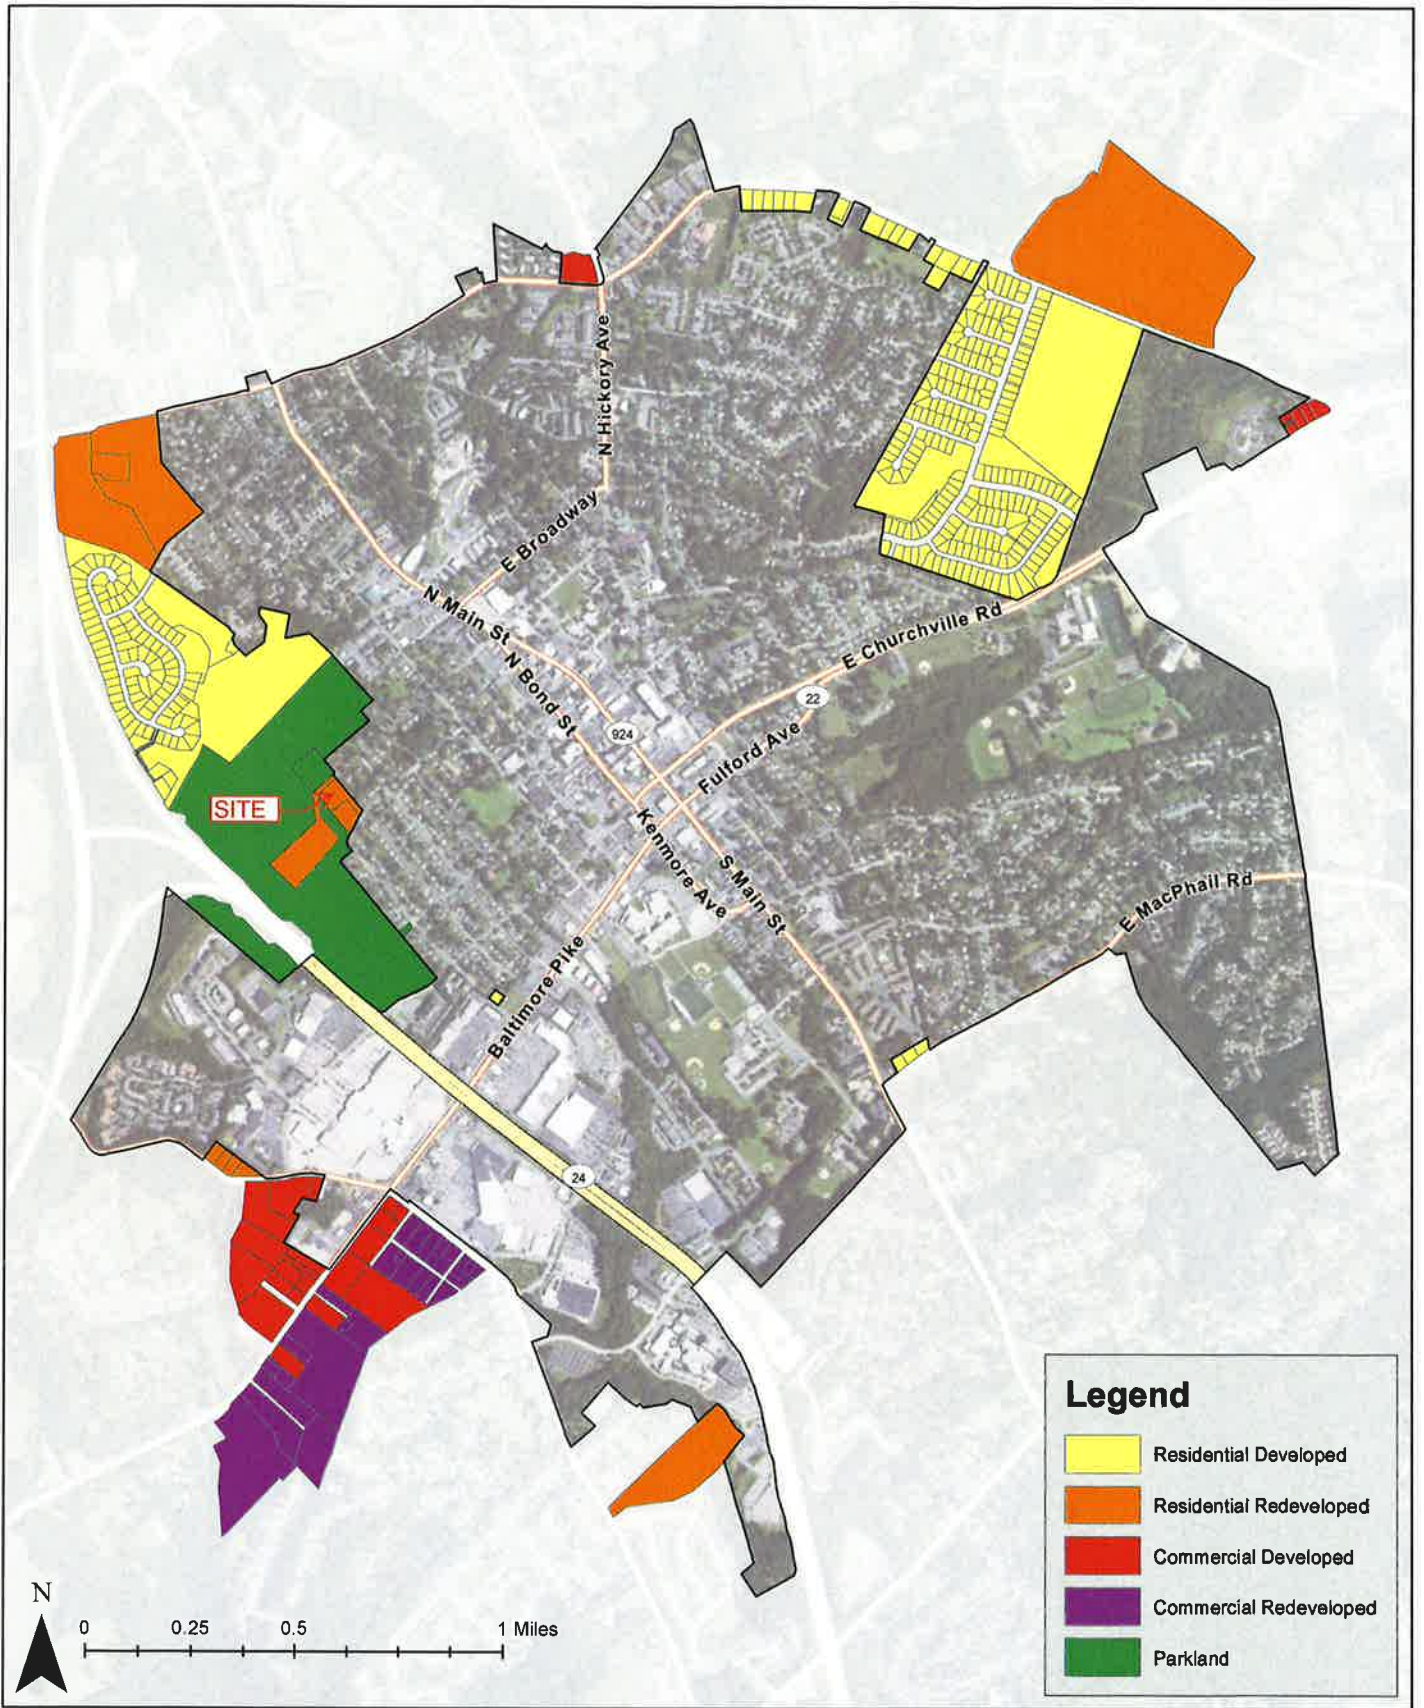 N Hickory Ave
E Broadway
N Main St
N Bond St
E Churchville Rd
22
924
Fulford Ave
SITE
Kenmore Ave
S Main St
E MacPhail Rd
Baltimore Pike
24
Legend
Residential Developed
Residential Redeveloped
Commercial Developed
Commercial Redeveloped
Parkland
N
0 0.25 0.5 1 Miles